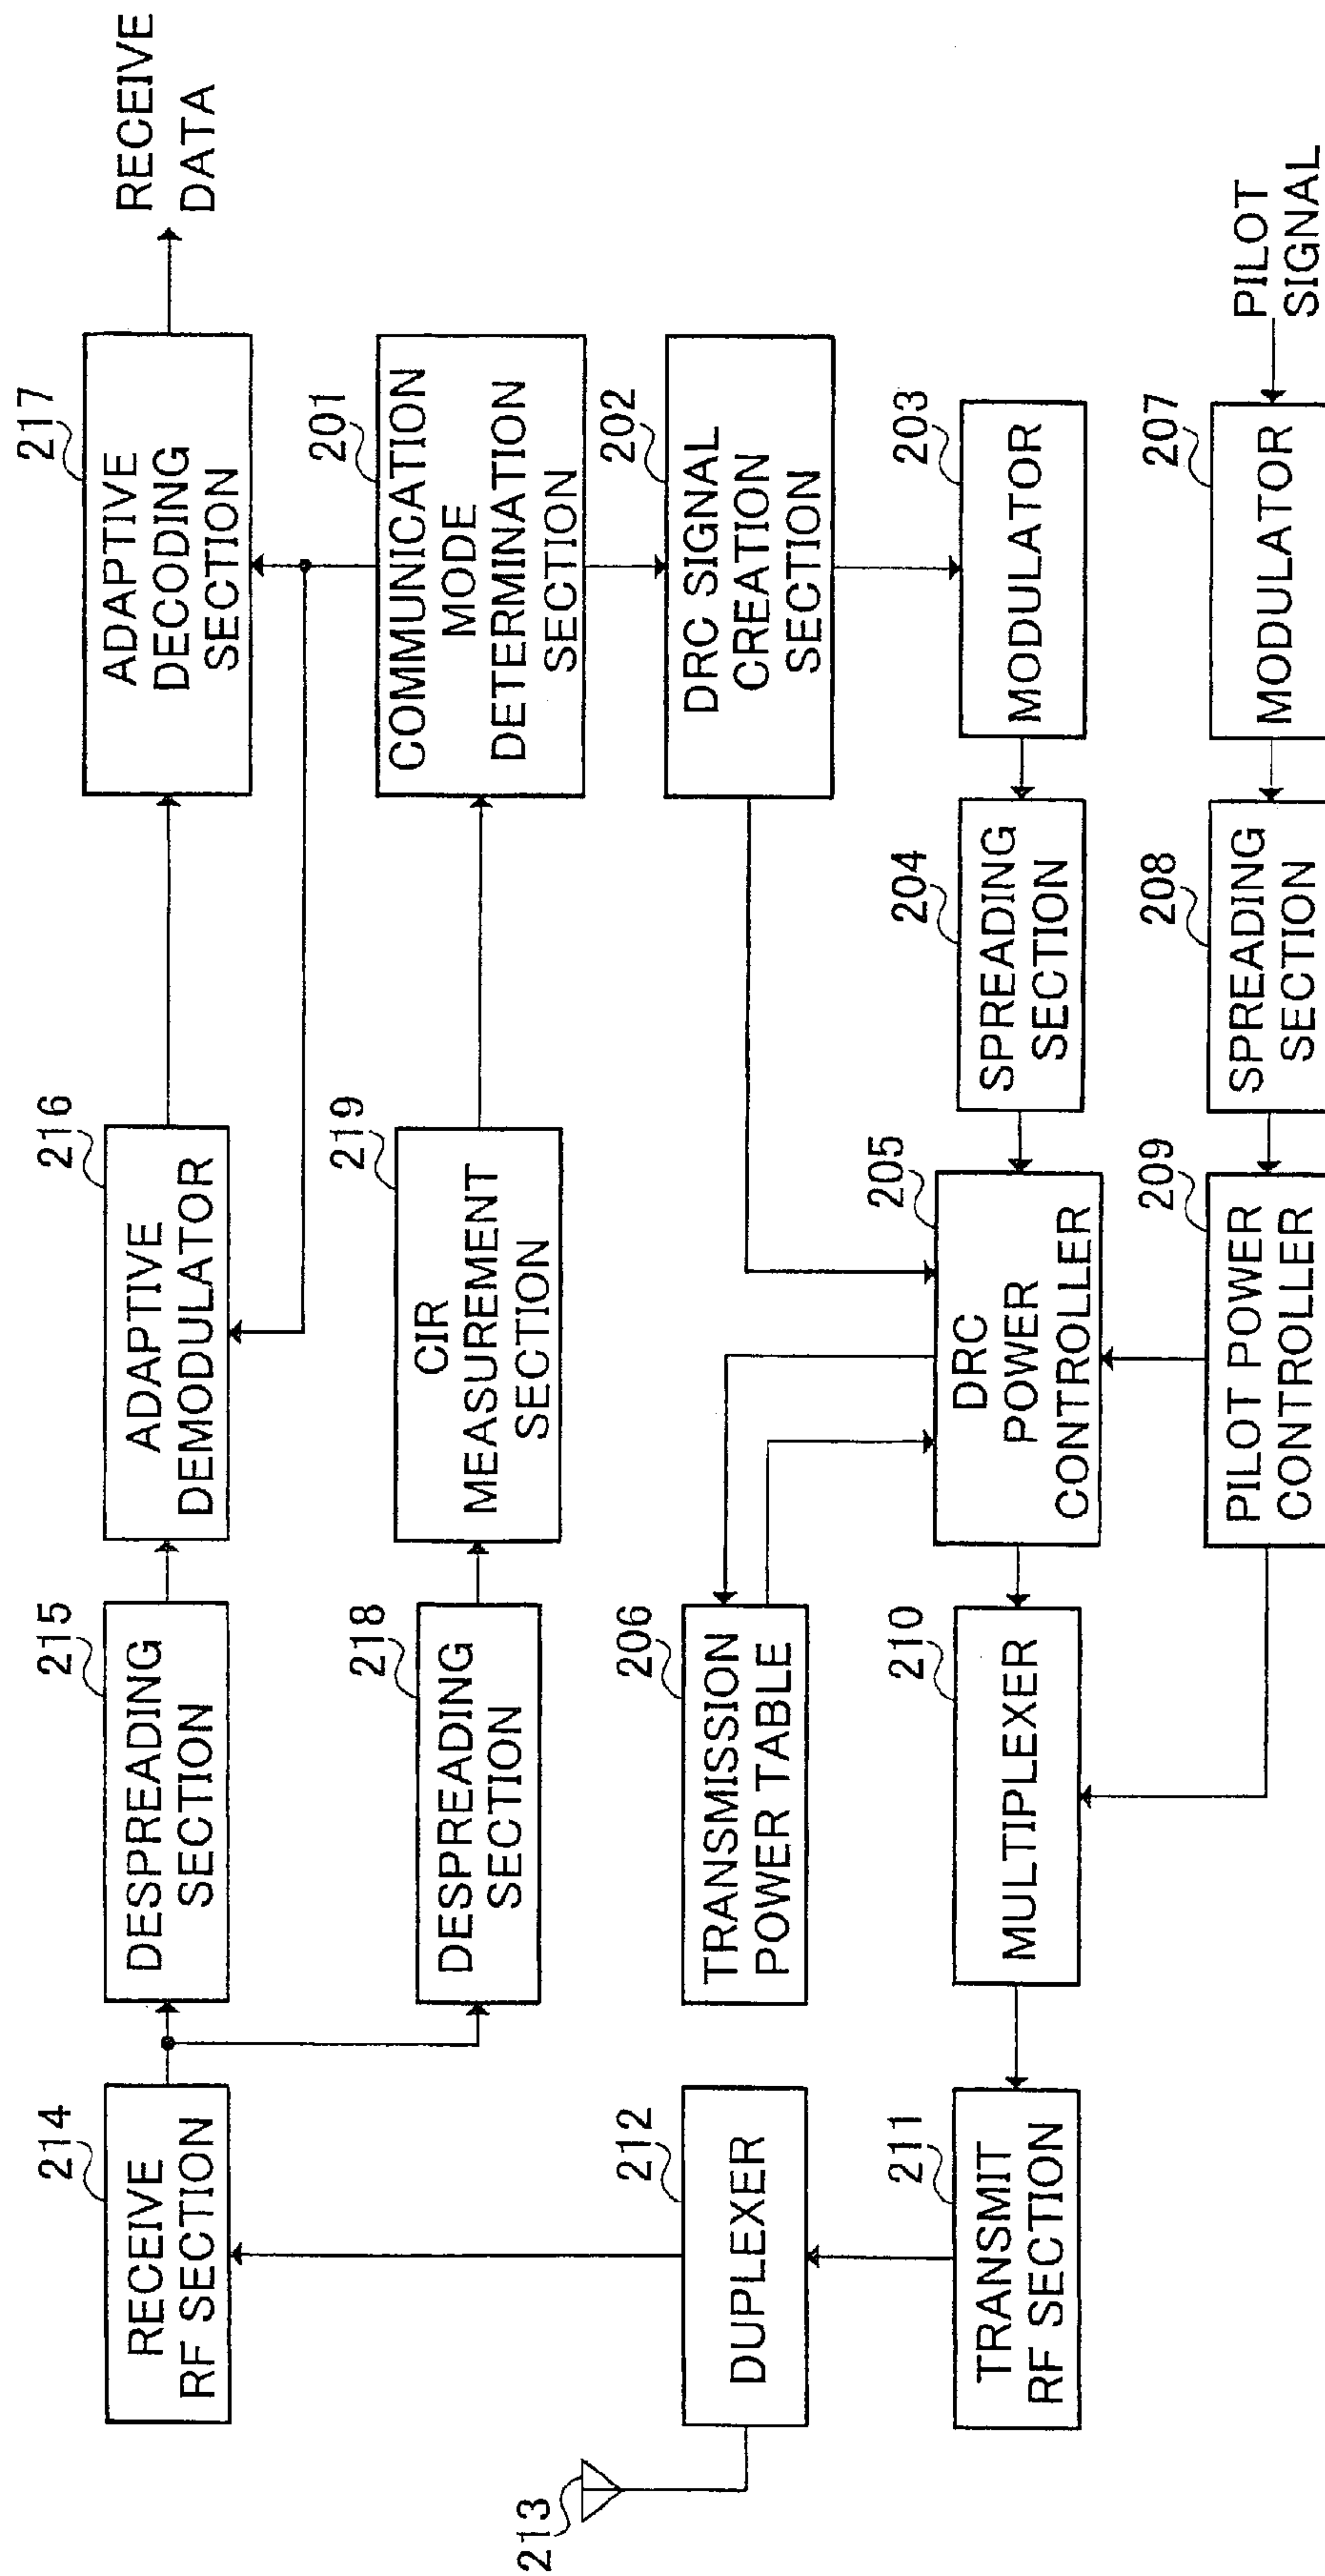 214
RECEIVE
RF SECTION
215
DESPREADING
SECTION
216
ADAPTIVE
DEMODULATOR
217
ADAPTIVE
DECODING
SECTION
RECEIVE
DATA
218
DESPREADING
SECTION
219
CIR
MEASUREMENT
SECTION
201
COMMUNICATION
MODE
DETERMINATION
SECTION
213
212
DUPLEXER
206
TRANSMISSION
POWER TABLE
202
DRC SIGNAL
CREATION
SECTION
211
TRANSMIT
RF SECTION
210
MULTIPLEXER
205
DRC
POWER
CONTROLLER
204
SPREADING
SECTION
203
MODULATOR
209
PILOT POWER
CONTROLLER
208
SPREADING
SECTION
207
MODULATOR
PILOT
SIGNAL